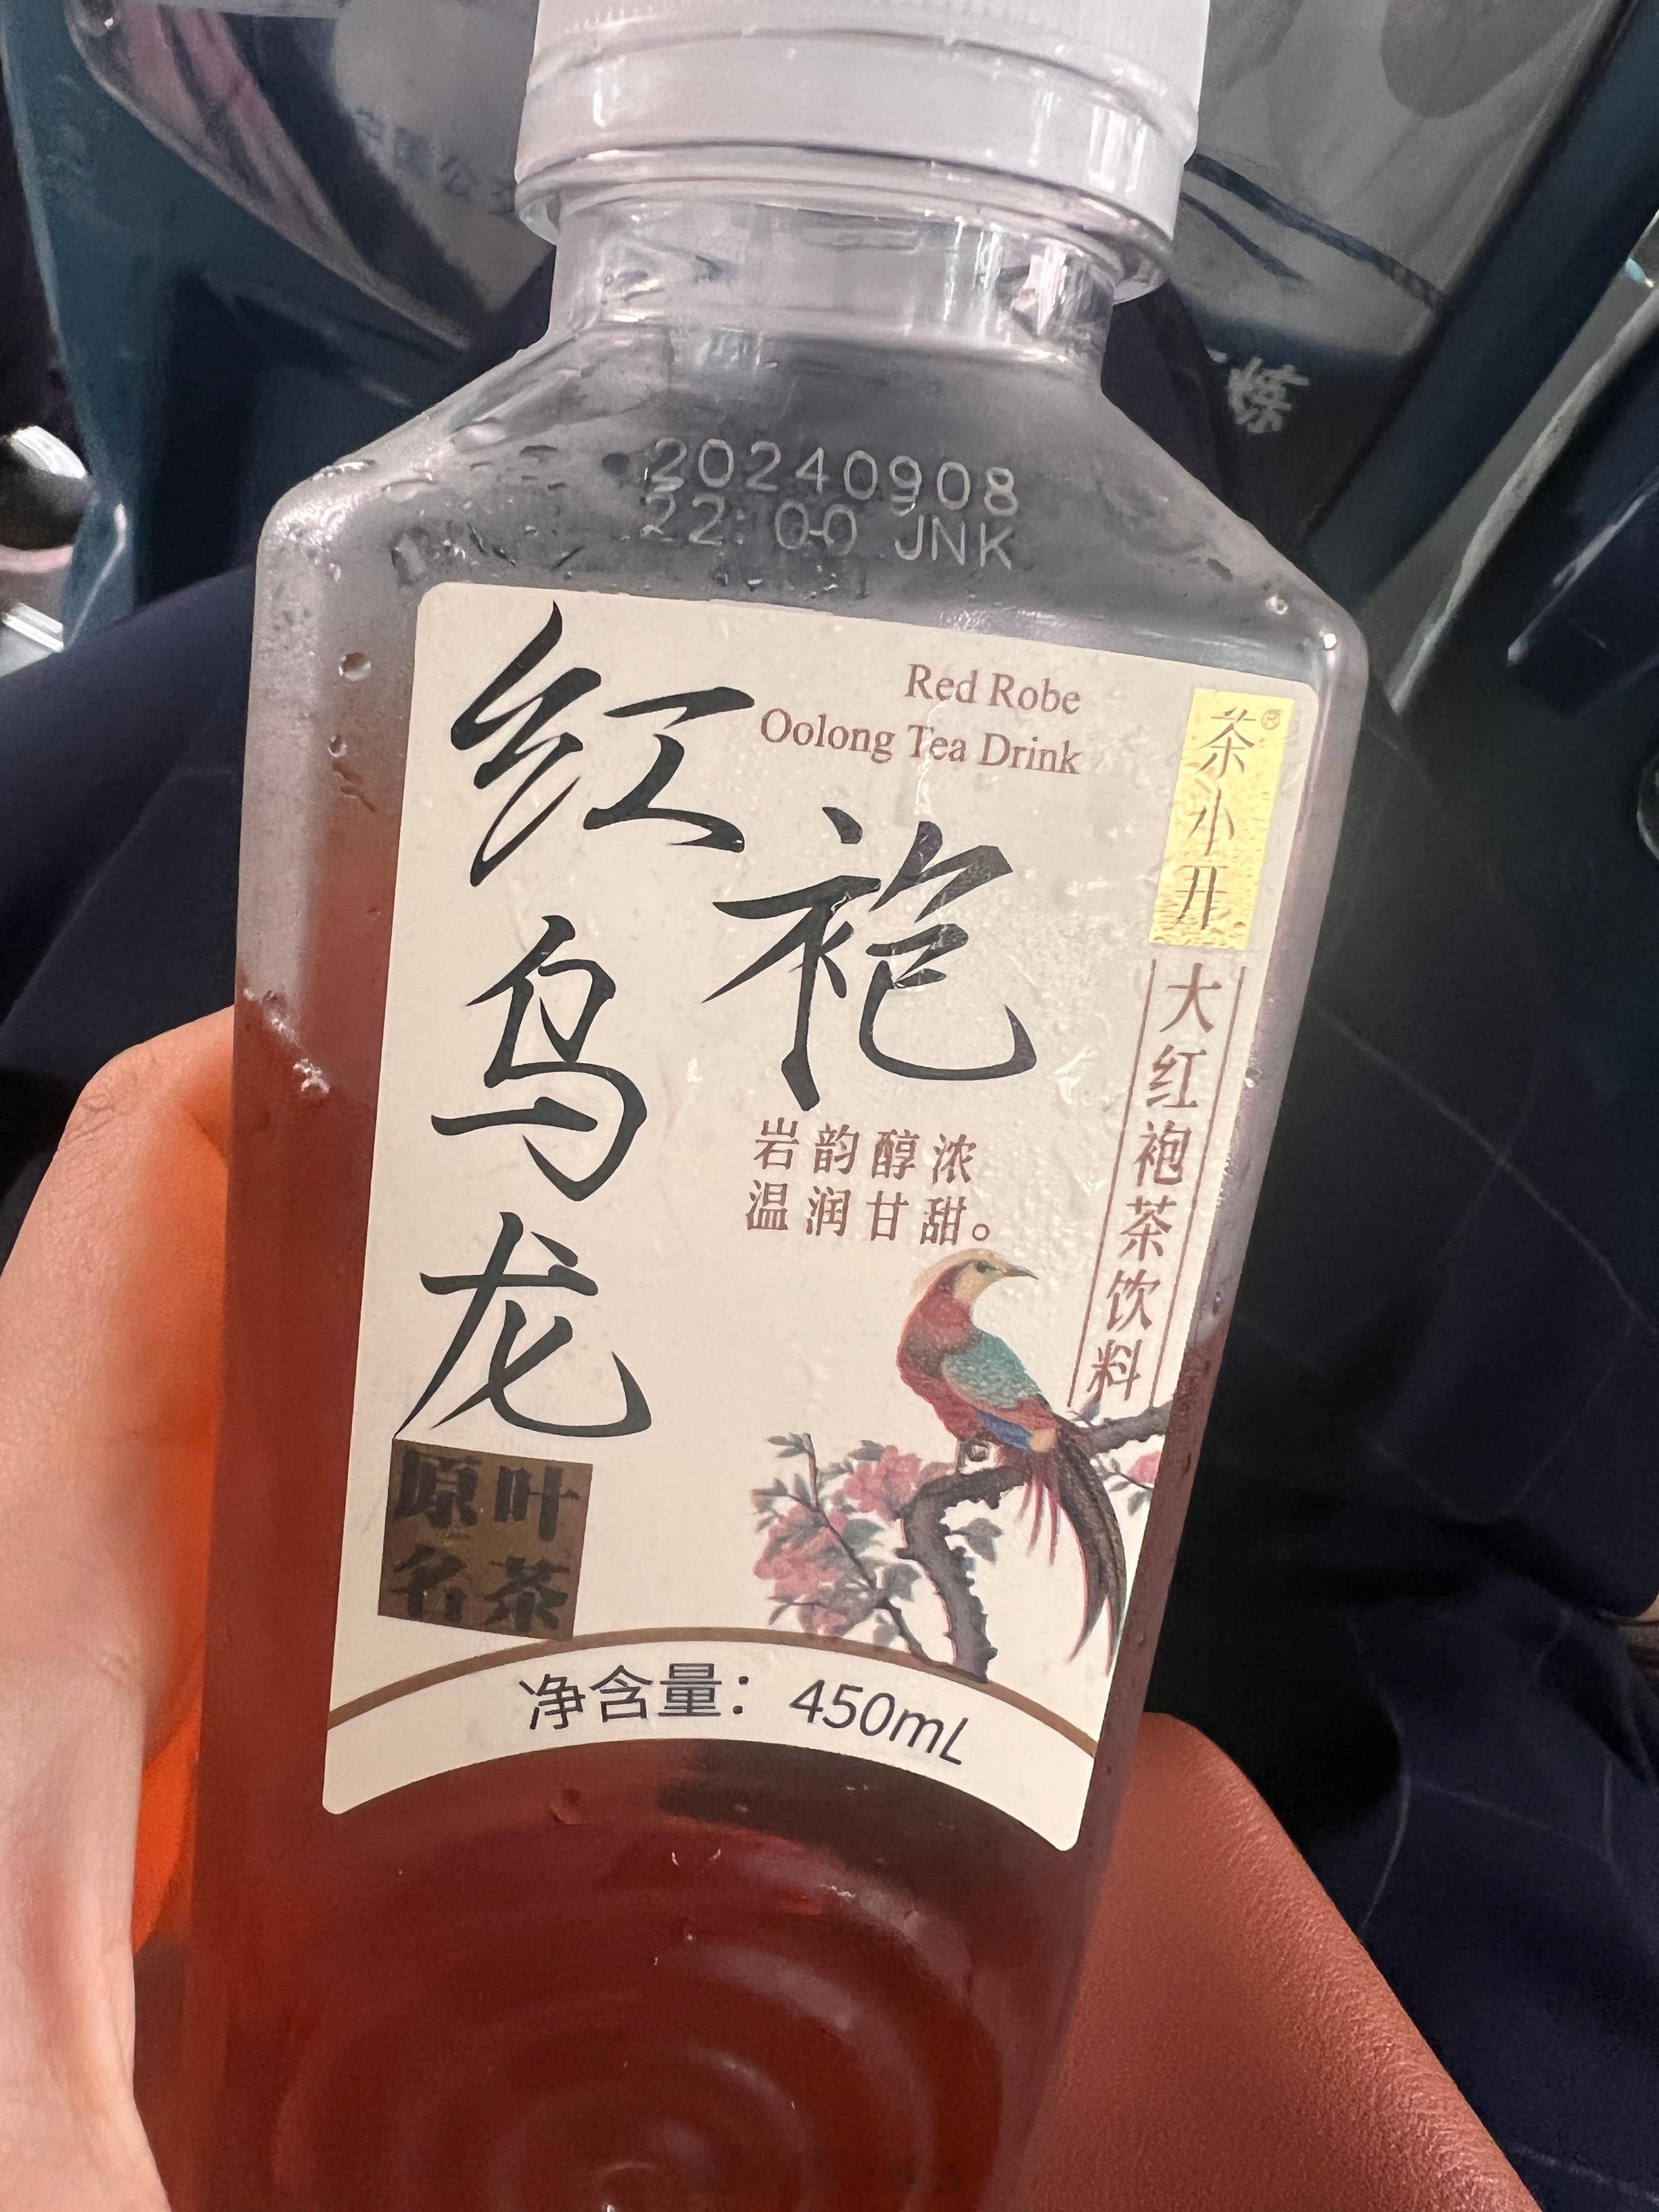 20240908
22:00 JNK
红袍
乌龙
Red Robe
Oolong Tea Drink
茶小开®
大红袍茶饮料
岩韵醇浓
温润甘甜。
原叶
名茶
净含量：450mL